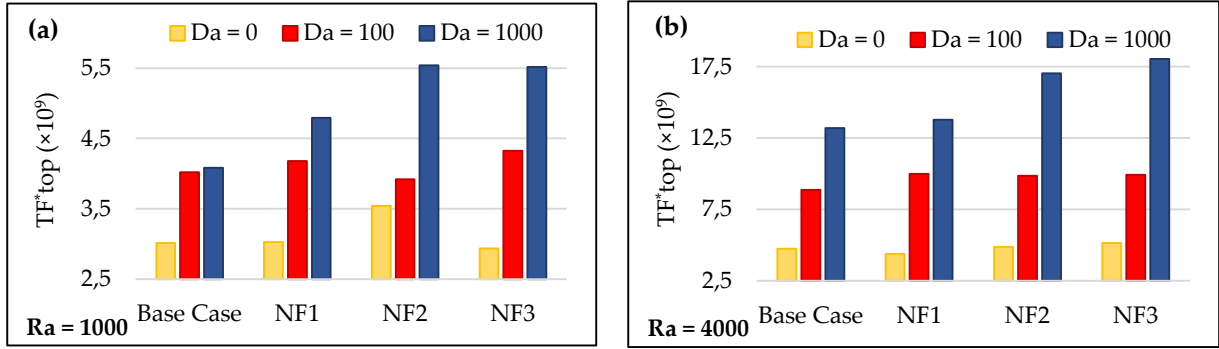 (a)
Da = 0 Da = 100 Da = 1000
TF*top (×10⁹)
5,5
4,5
3,5
2,5
Base Case NF1 NF2 NF3
Ra = 1000
(b)
Da = 0 Da = 100 Da = 1000
TF*top (×10⁹)
17,5
12,5
7,5
2,5
Base Case NF1 NF2 NF3
Ra = 4000